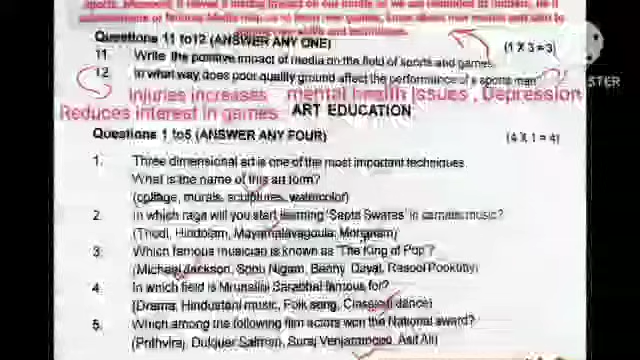 Questions 11 to12 (ANSWER ANY ONE)
(1 X 3 = 3)
11. Write the positive impact of media on the field of sports and games.
12. In what way does poor quality ground affect the performance of a sports man
STER
Injuries increases mental health Issues , Depression
Reduces interest in games.
ART EDUCATION
Questions 1 to5 (ANSWER ANY FOUR)
(4 X 1 = 4)
1. Three dimensional art is one of the most important techniques.
What is the name of this art form?
(collage, murals, sculptures, watercolor)
2. In which raga will you start learning 'Sapta Swaras' in carnatic music?
(Thodi, Hindolam, Mayamalavagoula, Mohanam)
3. Which famous musician is known as 'The King of Pop'?
(Michael Jackson, Sonu Nigam, Benny Dayal, Rasool Pookutty)
4. In which field is Mrunalini Sarabhai famous for?
(Drama, Hindustani music, Folk song, Classical dance)
5. Which among the following film actors won the National award?
(Prithviraj, Dulquer Salman, Suraj Venjarammoo, Asif Ali)